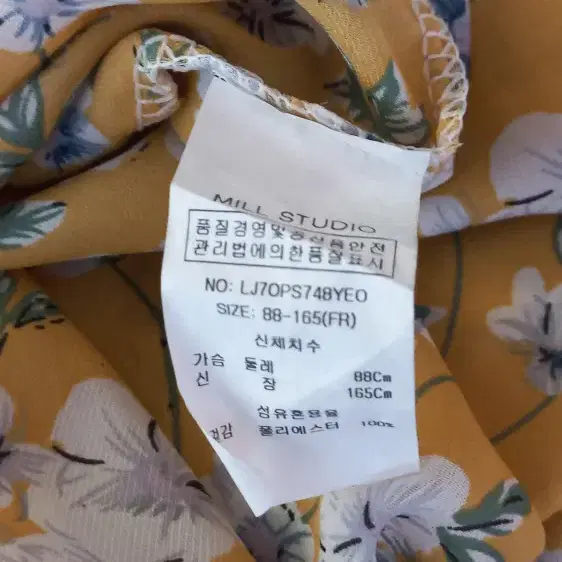 MILL STUDIO
품질경영및공산품안전
관리법에의한품질표시
NO: LJ7OPS748YEO
SIZE: 88-165(FR)
신체치수
가슴 둘레 88Cm
신 장 165Cm
섬유혼용율
겉감 폴리에스터 100%